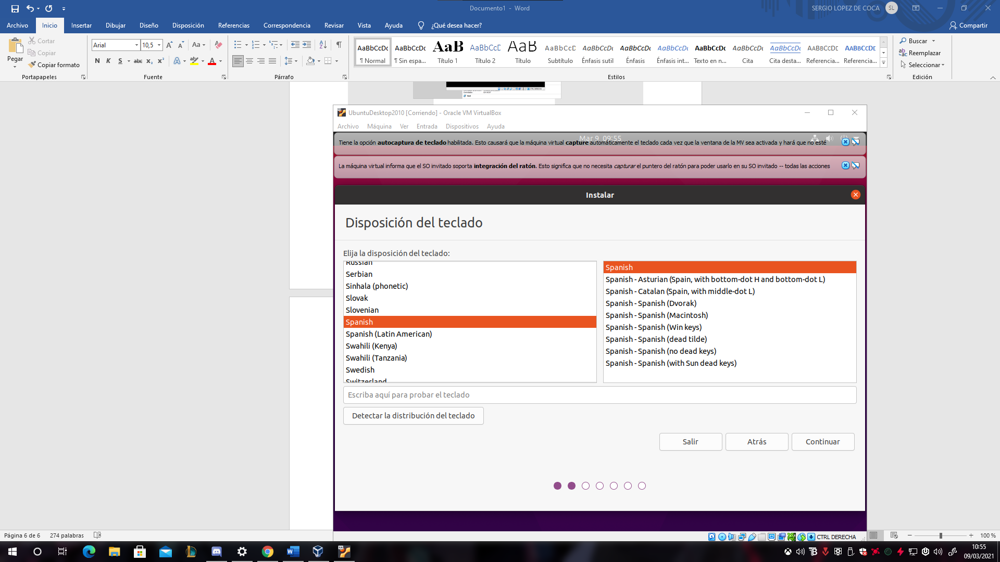 Documento1 - Word
SERGIO LOPEZ DE COCA
SL
Archivo
Inicio
Insertar
Dibujar
Diseño
Disposición
Referencias
Correspondencia
Revisar
Vista
Ayuda
¿Qué desea hacer?
Compartir
Pegar
Cortar
Copiar
Copiar formato
Portapapeles
Arial
10,5
Aa
N K S abc x₂ x²
Fuente
Párrafo
AaBbCcDc
¶ Normal
AaBbCcDc
¶ Sin espa...
AaB
Título 1
AaBbCcD
Título 2
AaB
Título
AaBbCcD
Subtítulo
AaBbCcDc
Énfasis sutil
AaBbCcDc
Énfasis
AaBbCcDc
Énfasis int...
AaBbCcDc
Texto en n...
AaBbCcDc
Cita
AaBbCcDc
Cita desta...
AABBCCDE
Referencia...
AABBCCDE
Referencia...
Estilos
Buscar
Reemplazar
Seleccionar
Edición
UbuntuDesktop2010 [Corriendo] - Oracle VM VirtualBox
Archivo Máquina Ver Entrada Dispositivos Ayuda
Mar 9 09:55
Tiene la opción autocaptura de teclado habilitada. Esto causará que la máquina virtual capture automáticamente el teclado cada vez que la ventana de la MV sea activada y hará que no esté
La máquina virtual informa que el SO invitado soporta integración del ratón. Esto significa que no necesita capturar el puntero del ratón para poder usarlo en su SO invitado -- todas las acciones
Instalar
Disposición del teclado
Elija la disposición del teclado:
Russian
Serbian
Sinhala (phonetic)
Slovak
Slovenian
Spanish
Spanish (Latin American)
Swahili (Kenya)
Swahili (Tanzania)
Swedish
Switzerland
Spanish
Spanish - Asturian (Spain, with bottom-dot H and bottom-dot L)
Spanish - Catalan (Spain, with middle-dot L)
Spanish - Spanish (Dvorak)
Spanish - Spanish (Macintosh)
Spanish - Spanish (Win keys)
Spanish - Spanish (dead tilde)
Spanish - Spanish (no dead keys)
Spanish - Spanish (with Sun dead keys)
Escriba aquí para probar el teclado
Detectar la distribución del teclado
Salir
Atrás
Continuar
CTRL DERECHA
Página 6 de 6
274 palabras
100 %
10:55
09/03/2021